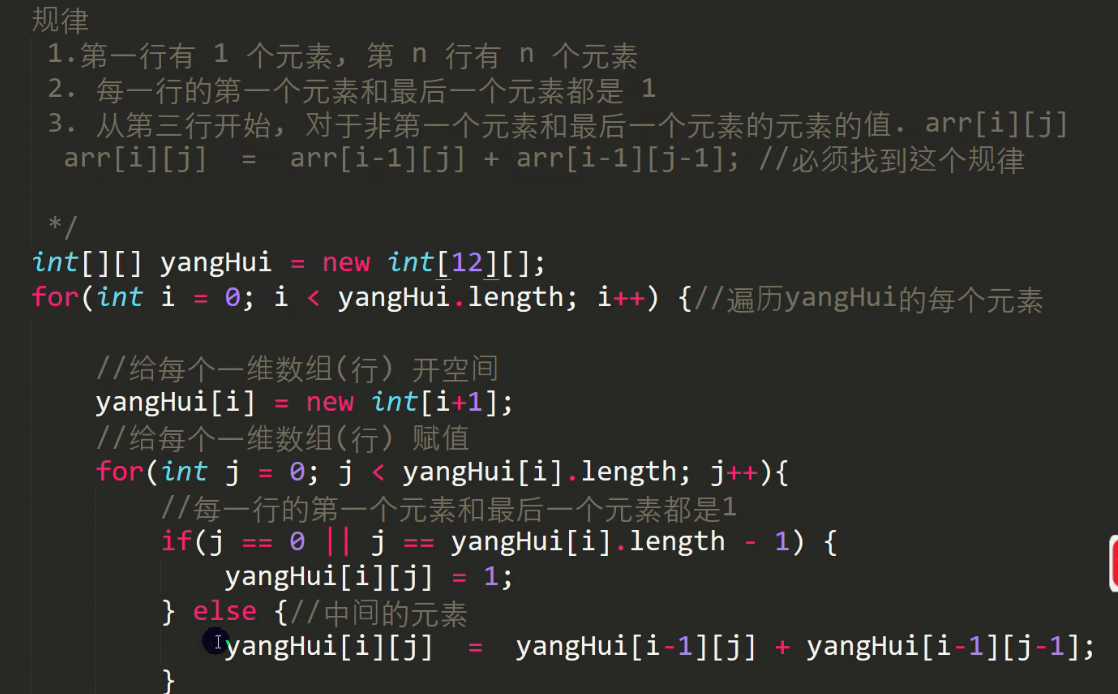 规律
1.第一行有 1 个元素, 第 n 行有 n 个元素
2. 每一行的第一个元素和最后一个元素都是 1
3. 从第三行开始, 对于非第一个元素和最后一个元素的元素的值. arr[i][j]
arr[i][j]  =  arr[i-1][j] + arr[i-1][j-1]; //必须找到这个规律
*/
int[][] yangHui = new int[12][];
for(int i = 0; i < yangHui.length; i++) {//遍历yangHui的每个元素
//给每个一维数组(行) 开空间
yangHui[i] = new int[i+1];
//给每个一维数组(行) 赋值
for(int j = 0; j < yangHui[i].length; j++){
//每一行的第一个元素和最后一个元素都是1
if(j == 0 || j == yangHui[i].length - 1) {
yangHui[i][j] = 1;
} else {//中间的元素
yangHui[i][j]  =  yangHui[i-1][j] + yangHui[i-1][j-1];
}